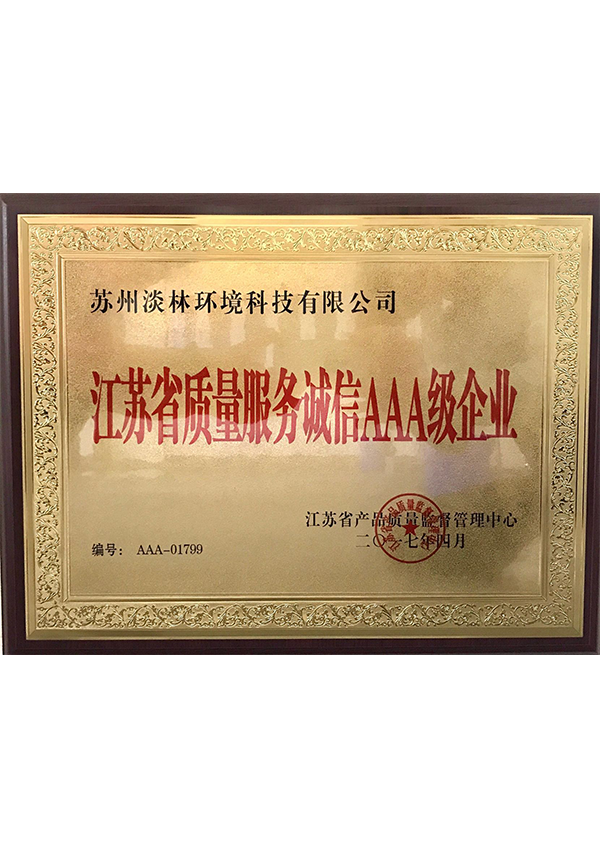 苏州淡林环境科技有限公司
江苏省质量服务诚信AAA级企业
江苏省产品质量监督管理中心
编号： AAA-01799
二〇一七年四月